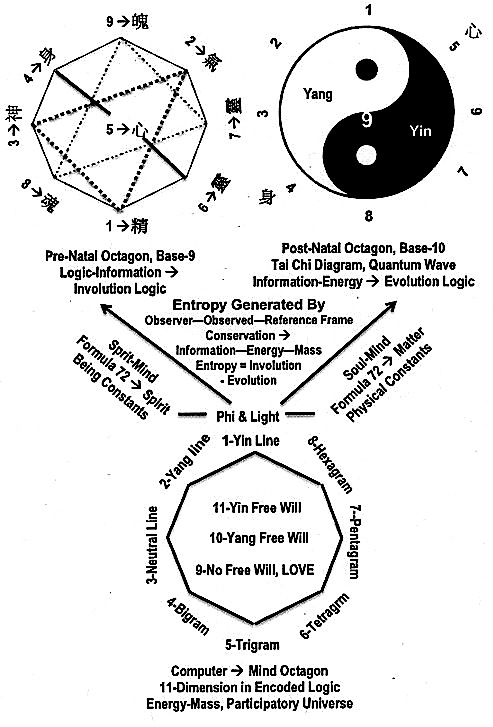 9→魄
2→氣
4→身
3→神
5→心
7→靈
8→魂
6→靈
1→精
1
2
心
5
Yang
3
9
6
Yin
7
身
4
8
Pre-Natal Octagon, Base-9
Logic-Information →
Involution Logic
Post-Natal Octagon, Base-10
Tai Chi Diagram, Quantum Wave
Information-Energy → Evolution Logic
Entropy Generated By
Observer—Observed—Reference Frame
Conservation →
Information—Energy—Mass
Entropy = Involution
- Evolution
Sprit-Mind
Formula 72 → Spirit
Being Constants
Soul-Mind
Formula 72 → Matter
Physical Constants
Phi & Light
1-Yin Line
2-Yang line
8-Hexagram
3-Neutral Line
7--Pentagram
11-Yin Free Will
10-Yang Free Will
9-No Free Will, LOVE
4-Bigram
6-Tetragrm
5-Trigram
Computer → Mind Octagon
11-Dimension in Encoded Logic
Energy-Mass, Participatory Universe